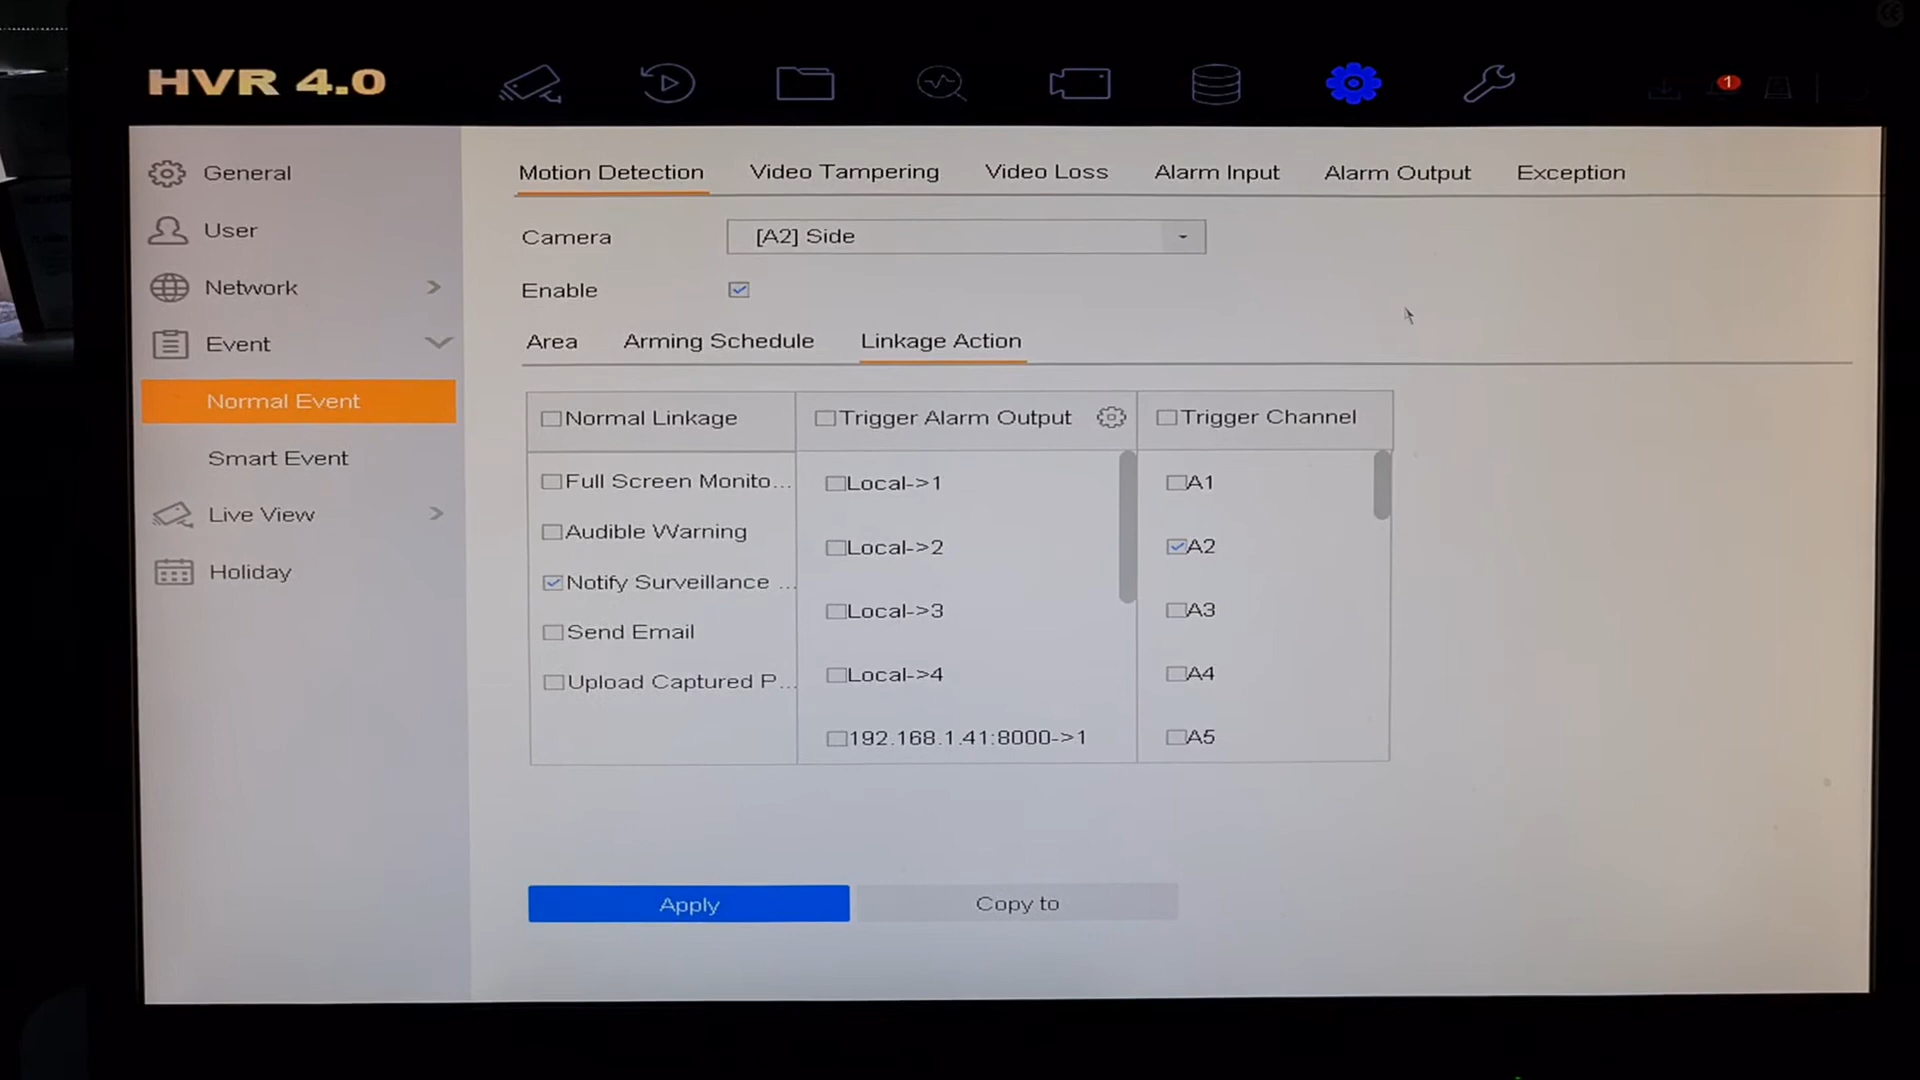 HVR 4.0
1
General
User
Network
Event
Normal Event
Smart Event
Live View
Holiday
Motion Detection Video Tampering Video Loss Alarm Input Alarm Output Exception
Camera [A2] Side
Enable
Area Arming Schedule Linkage Action
Normal Linkage Trigger Alarm Output Trigger Channel
Full Screen Monito... Local->1 A1
Audible Warning Local->2 A2
Notify Surveillance ... Local->3 A3
Send Email Local->4 A4
Upload Captured P... 192.168.1.41:8000->1 A5
Apply Copy to